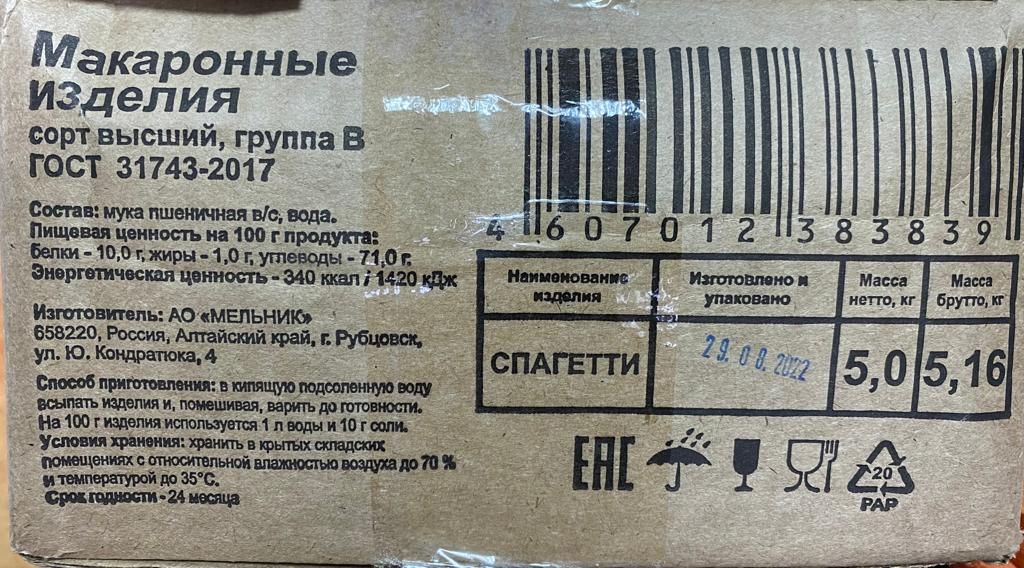 Макаронные
изделия
сорт высший, группа В
ГОСТ 31743-2017
Состав: мука пшеничная в/с, вода.
Пищевая ценность на 100 г продукта:
белки - 10,0 г, жиры - 1,0 г, углеводы - 71,0 г.
Энергетическая ценность - 340 ккал / 1420 кДж
Изготовитель: АО «МЕЛЬНИК»
658220, Россия, Алтайский край, г. Рубцовск,
ул. Ю. Кондратюка, 4
Способ приготовления: в кипящую подсоленную воду
всыпать изделия и, помешивая, варить до готовности.
На 100 г изделия используется 1 л воды и 10 г соли.
Условия хранения: хранить в крытых складских
помещениях с относительной влажностью воздуха до 70 %
и температурой до 35°С.
Срок годности - 24 месяца
4 607012 383839
Наименование изделия
Изготовлено и упаковано
Масса нетто, кг
Масса брутто, кг
СПАГЕТТИ
29.08.2022
5,0
5,16
ЕАС
20
PAP